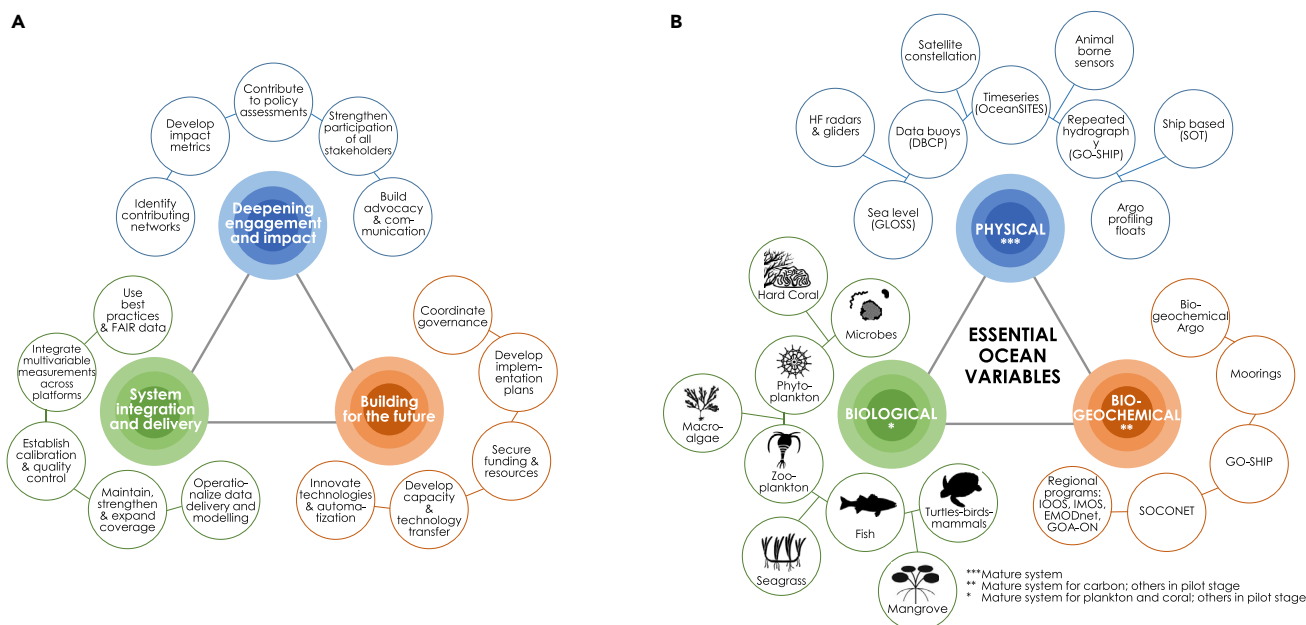 A
Contribute
to policy
assessments
Develop
impact
metrics
Strengthen
participation
of all
stakeholders
Identify
contributing
networks
Build
advocacy
& com-
munication
Deepening
engagement
and impact
Use
best
practices
& FAIR data
Integrate
multivariable
measurements
across
platforms
Establish
calibration
& quality
control
Maintain,
strengthen
& expand
coverage
Operatio-
nalize data
delivery and
modelling
System
integration
and delivery
Coordinate
governance
Develop
implem-
entation
plans
Secure
funding &
resources
Develop
capacity &
technology
transfer
Innovate
technologies
& automa-
tization
Building
for the future
B
Satellite
constellation
Animal
borne
sensors
HF radars
& gliders
Data buoys
(DBCP)
Timeseries
(OceanSITES)
Repeated
hydrograph
y
(GO-SHIP)
Ship based
(SOT)
Sea level
(GLOSS)
Argo
profiling
floats
PHYSICAL
***
ESSENTIAL
OCEAN
VARIABLES
Hard Coral
Microbes
Phyto-
plankton
Macro-
algae
Zoo-
plankton
Seagrass
Fish
Turtles-birds-
mammals
Mangrove
BIOLOGICAL
*
Bio-
geochemical
Argo
Moorings
GO-SHIP
SOCONET
Regional
programs:
IOOS, IMOS,
EMODnet,
GOA-ON
BIO-
GEOCHEMICAL
**
***Mature system
** Mature system for carbon; others in pilot stage
* Mature system for plankton and coral; others in pilot stage